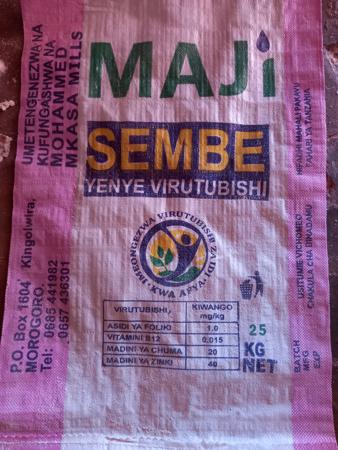 MAJI
SEMBE
YENYE VIRUTUBISHI
IMEONGEZWA VIRUTUBISHI ZAIDI
KWA AFYA
VIRUTUBISHI, KIWANGO mg/kg
ASIDI YA FOLIKI 1.0
VITAMINI B12 0.015
MADINI YA CHUMA 20
MADINI YA ZINKI 40
25
KG
NET
UMETENGENEZWA NA
KUFUNGASHWA NA
MOHAMMED
MKASA MILLS
P.O. Box 1604 Kingolwira,
MOROGORO.
Tel: 0685 441982
0657 436301
HIFADHI MAHALI PAKAVU
FAHARI YA TANZANIA
USITUMIE VICHOMEO
CHAKULA CHA BINADAMU
BATCH
MFG
EXP